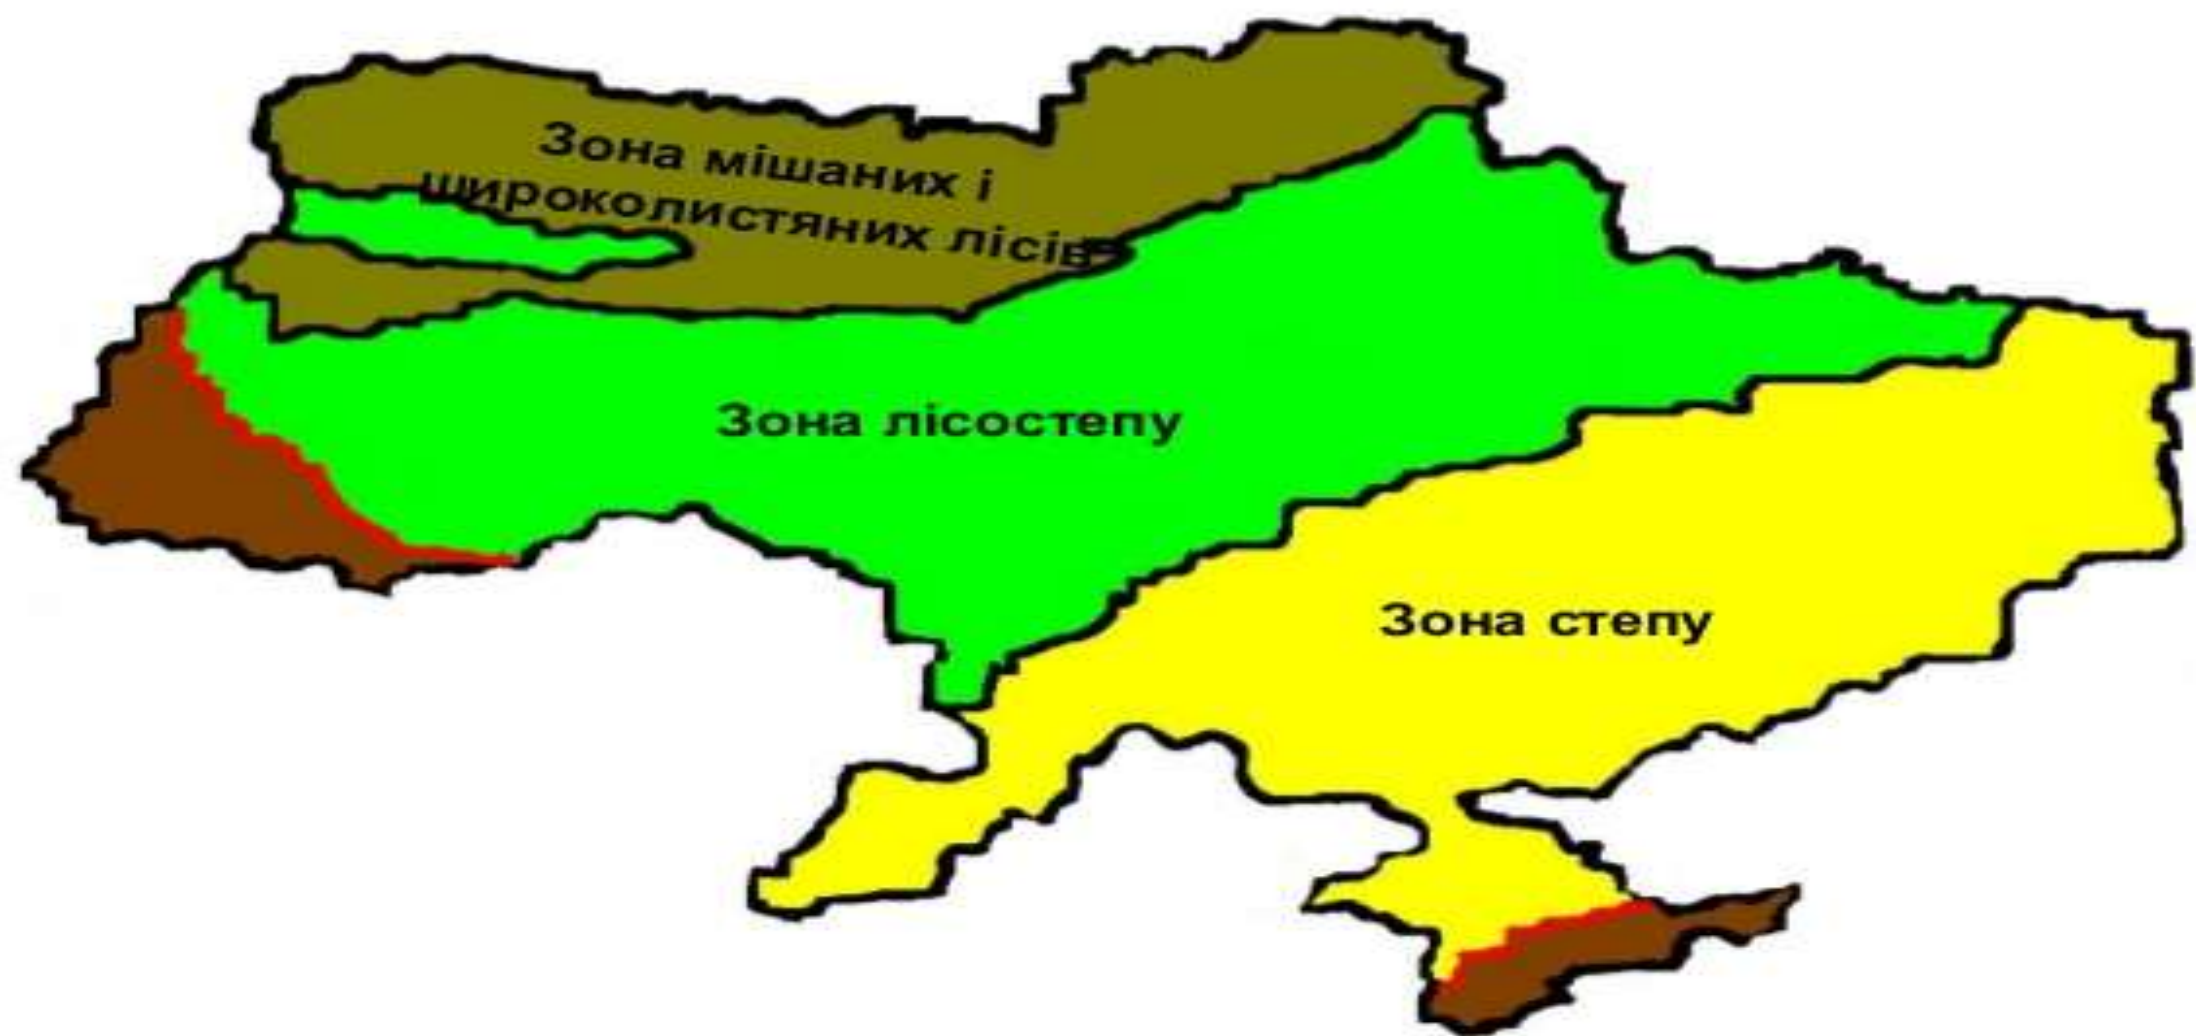 Зона мішаних і
широколистяних лісів
Зона лісостепу
Зона степу